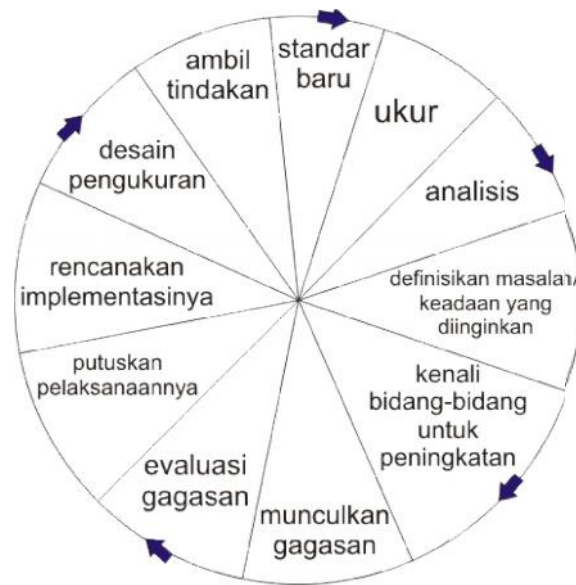 standar
baru
ukur
analisis
definisikan masalah/
keadaan yang
diinginkan
kenali
bidang-bidang
untuk
peningkatan
munculkan
gagasan
evaluasi
gagasan
putuskan
pelaksanaannya
rencanakan
implementasinya
desain
pengukuran
ambil
tindakan